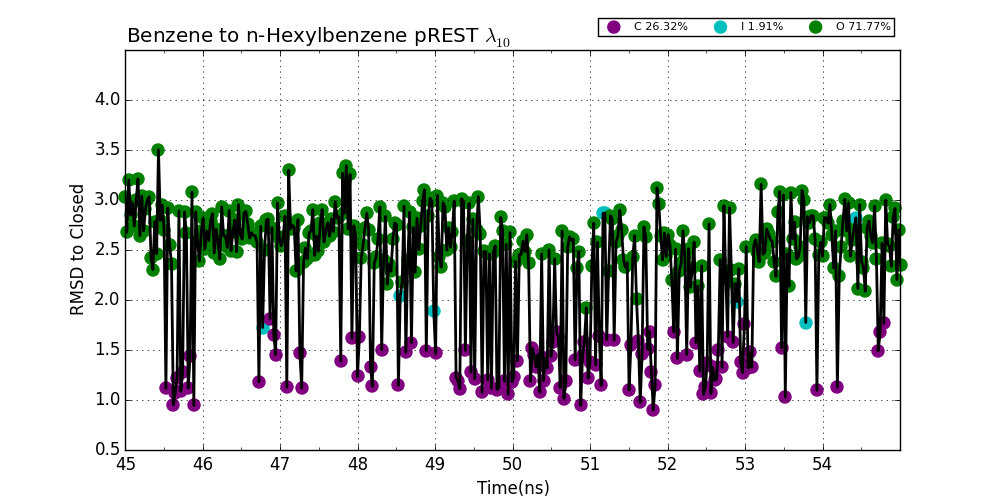 C 26.32% I 1.91% O 71.77%
Benzene to n-Hexylbenzene pREST λ₁₀
4.0
3.5
3.0
2.5
2.0
1.5
1.0
0.5
RMSD to Closed
45 46 47 48 49 50 51 52 53 54
Time(ns)